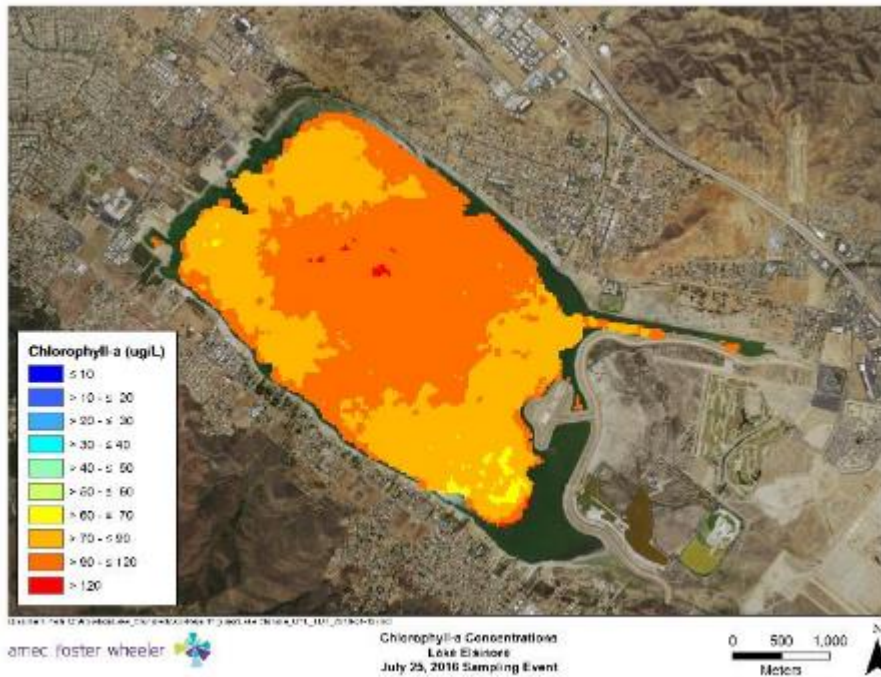 Chlorophyll-a (ug/L)
≤ 10
> 10 - ≤ 20
> 20 - ≤ 30
> 30 - ≤ 40
> 40 - ≤ 50
> 50 - ≤ 60
> 60 - ≤ 70
> 70 - ≤ 90
> 90 - ≤ 120
> 120
amec foster wheeler
Chlorophyll-a Concentrations
Lake Elsinore
July 25, 2016 Sampling Event
0 500 1,000
Meters
N